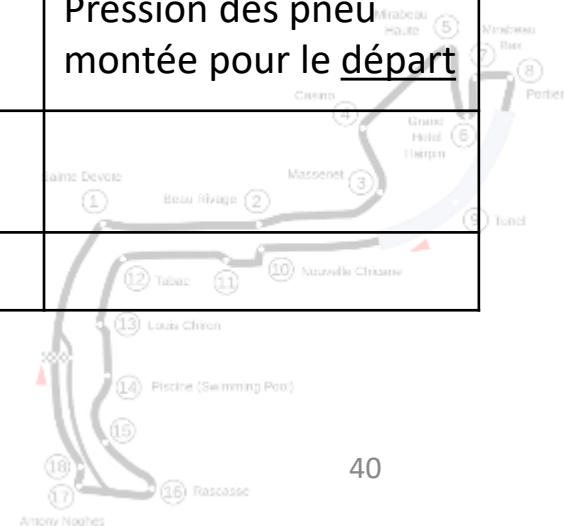 Pression des pneu
montée pour le départ
Mirabeau
Haute
5
Mirabeau
Bas
7
8
Portier
Casino
4
Grand
Hotel
Hairpin
6
Sainte Devote
1
Beau Rivage
2
Massenet
3
9
Tunel
10
Nouvelle Chicane
12
Tabac
11
13
Louis Chiron
14
Piscine (Swimming Pool)
15
18
17
16
Rascasse
Antony Noghes
40